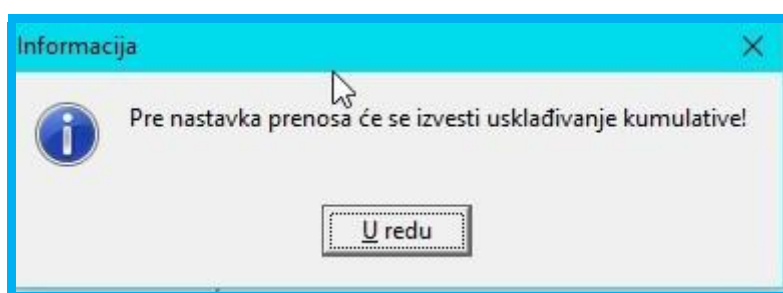 Informacija
Pre nastavka prenosa će se izvesti usklađivanje kumulative!
U redu